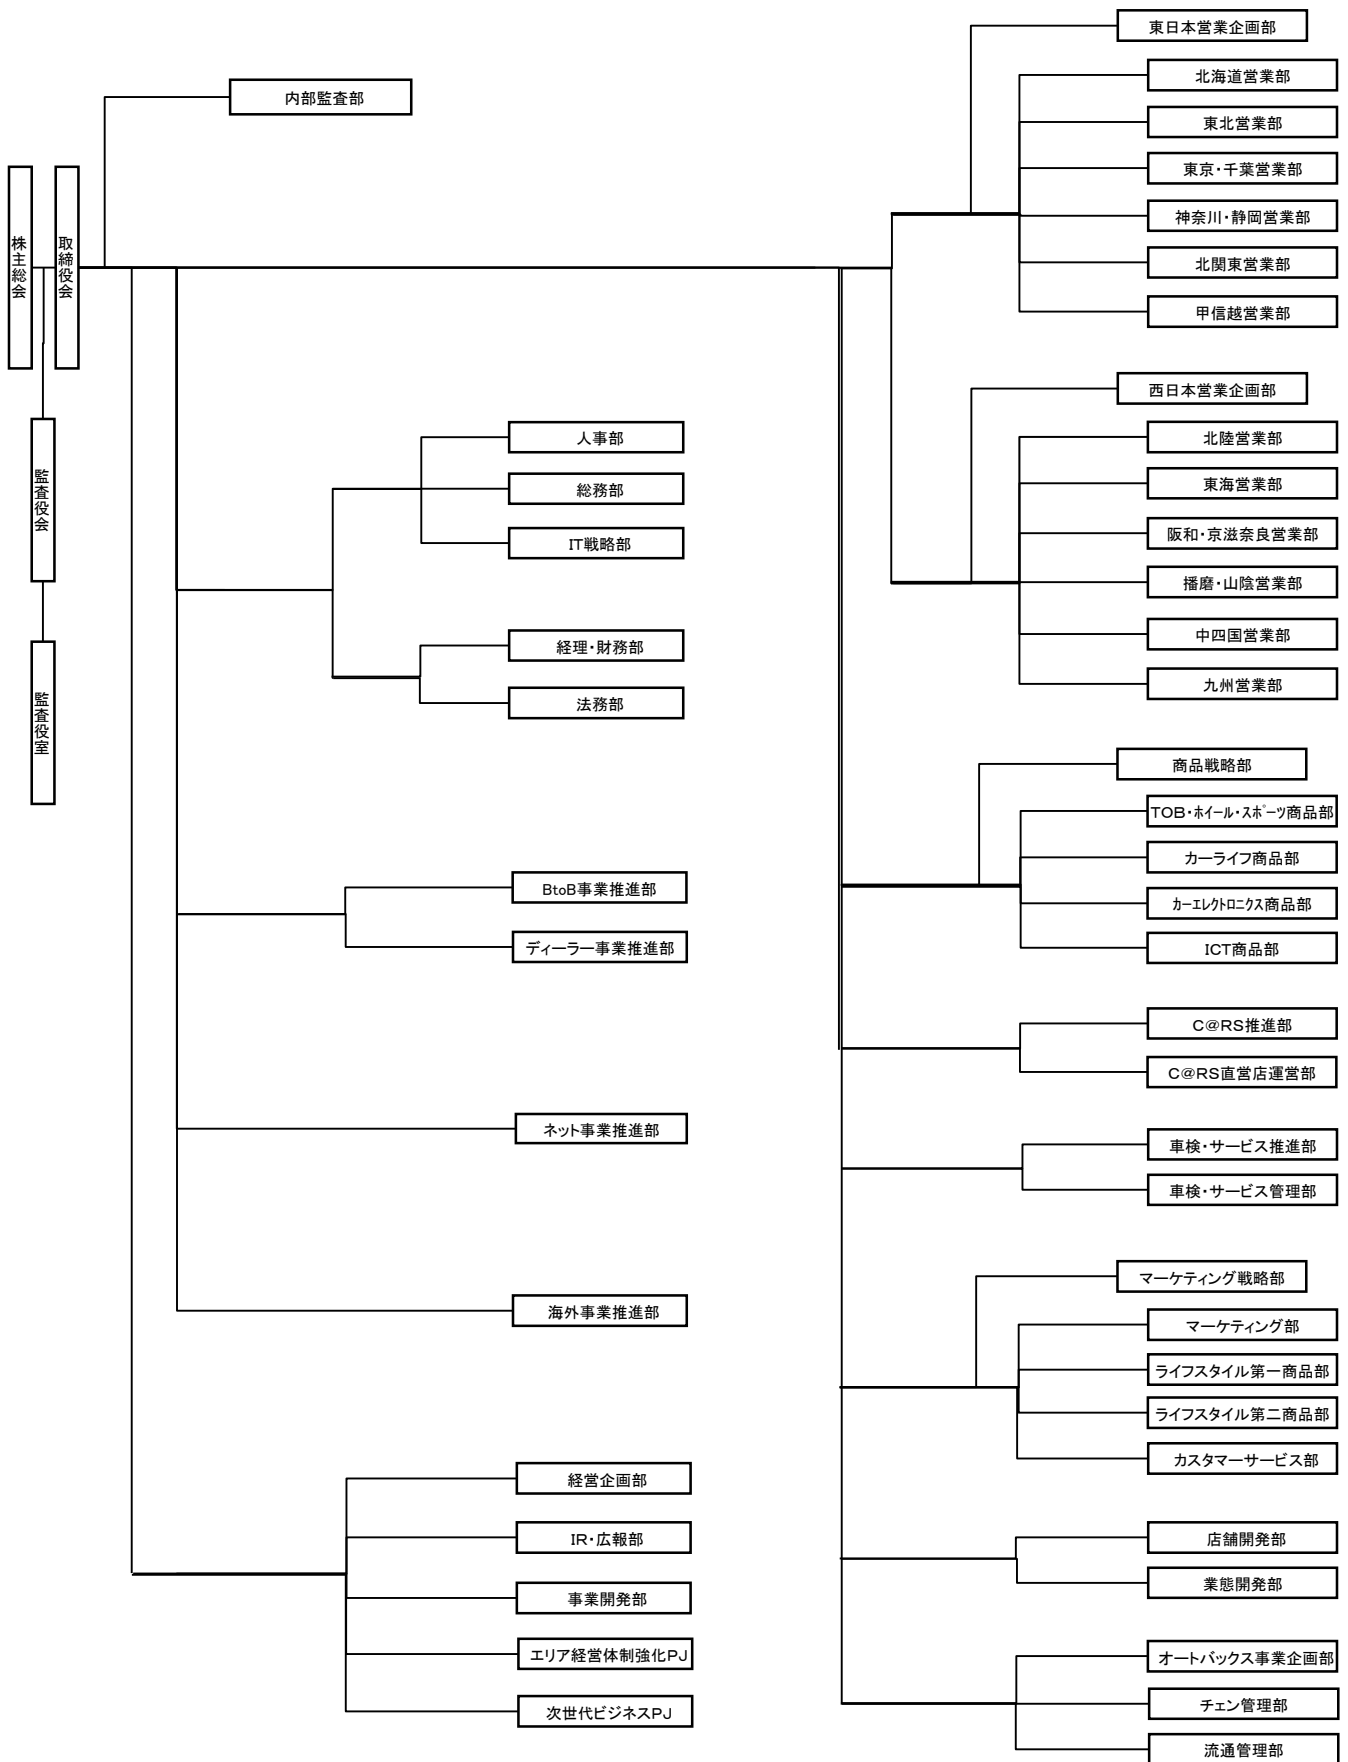 株主総会
取締役会
監査役会
監査役室
内部監査部
人事部
総務部
IT戦略部
経理・財務部
法務部
BtoB事業推進部
ディーラー事業推進部
ネット事業推進部
海外事業推進部
経営企画部
IR・広報部
事業開発部
エリア経営体制強化PJ
次世代ビジネスPJ
東日本営業企画部
北海道営業部
東北営業部
東京・千葉営業部
神奈川・静岡営業部
北関東営業部
甲信越営業部
西日本営業企画部
北陸営業部
東海営業部
阪和・京滋奈良営業部
播磨・山陰営業部
中四国営業部
九州営業部
商品戦略部
TOB・ホイール・スポーツ商品部
カーライフ商品部
カーエレクトロニクス商品部
ICT商品部
C@RS推進部
C@RS直営店運営部
車検・サービス推進部
車検・サービス管理部
マーケティング戦略部
マーケティング部
ライフスタイル第一商品部
ライフスタイル第二商品部
カスタマーサービス部
店舗開発部
業態開発部
オートバックス事業企画部
チェン管理部
流通管理部